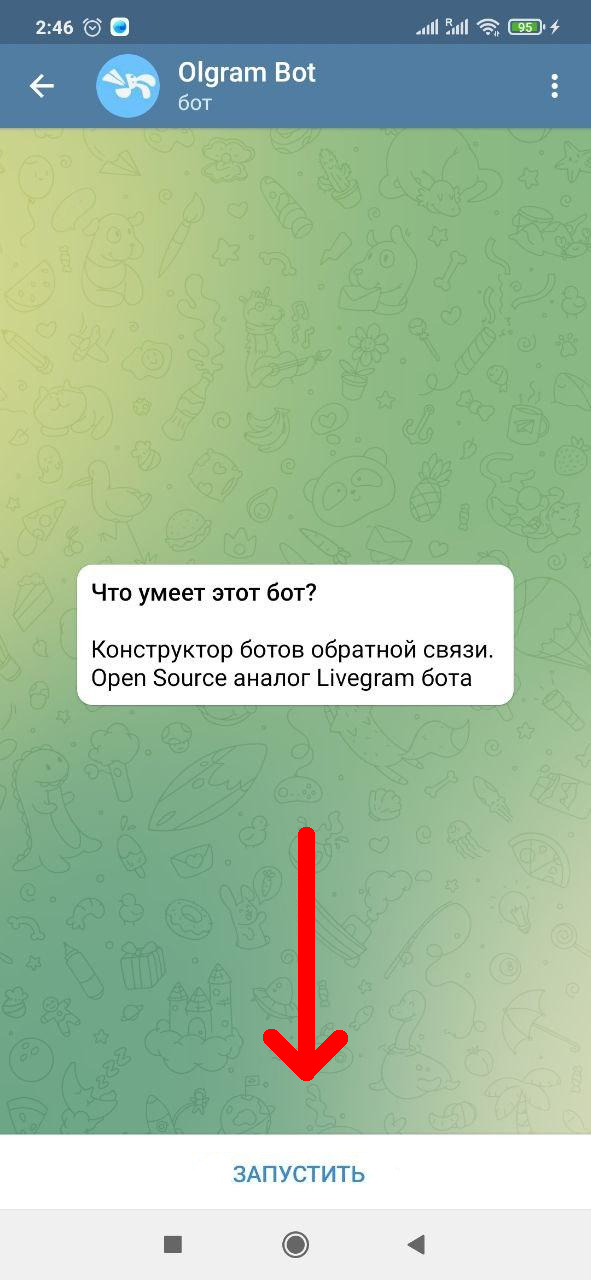 2:46
R
95
Olgram Bot
бот
Что умеет этот бот?
Конструктор ботов обратной связи.
Open Source аналог Livegram бота
ЗАПУСТИТЬ